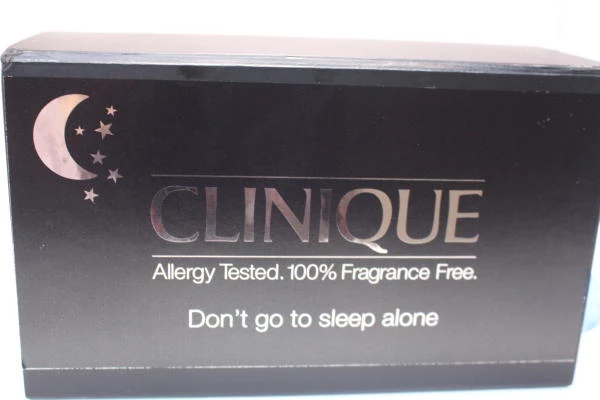 CLINIQUE
Allergy Tested. 100% Fragrance Free.
Don't go to sleep alone